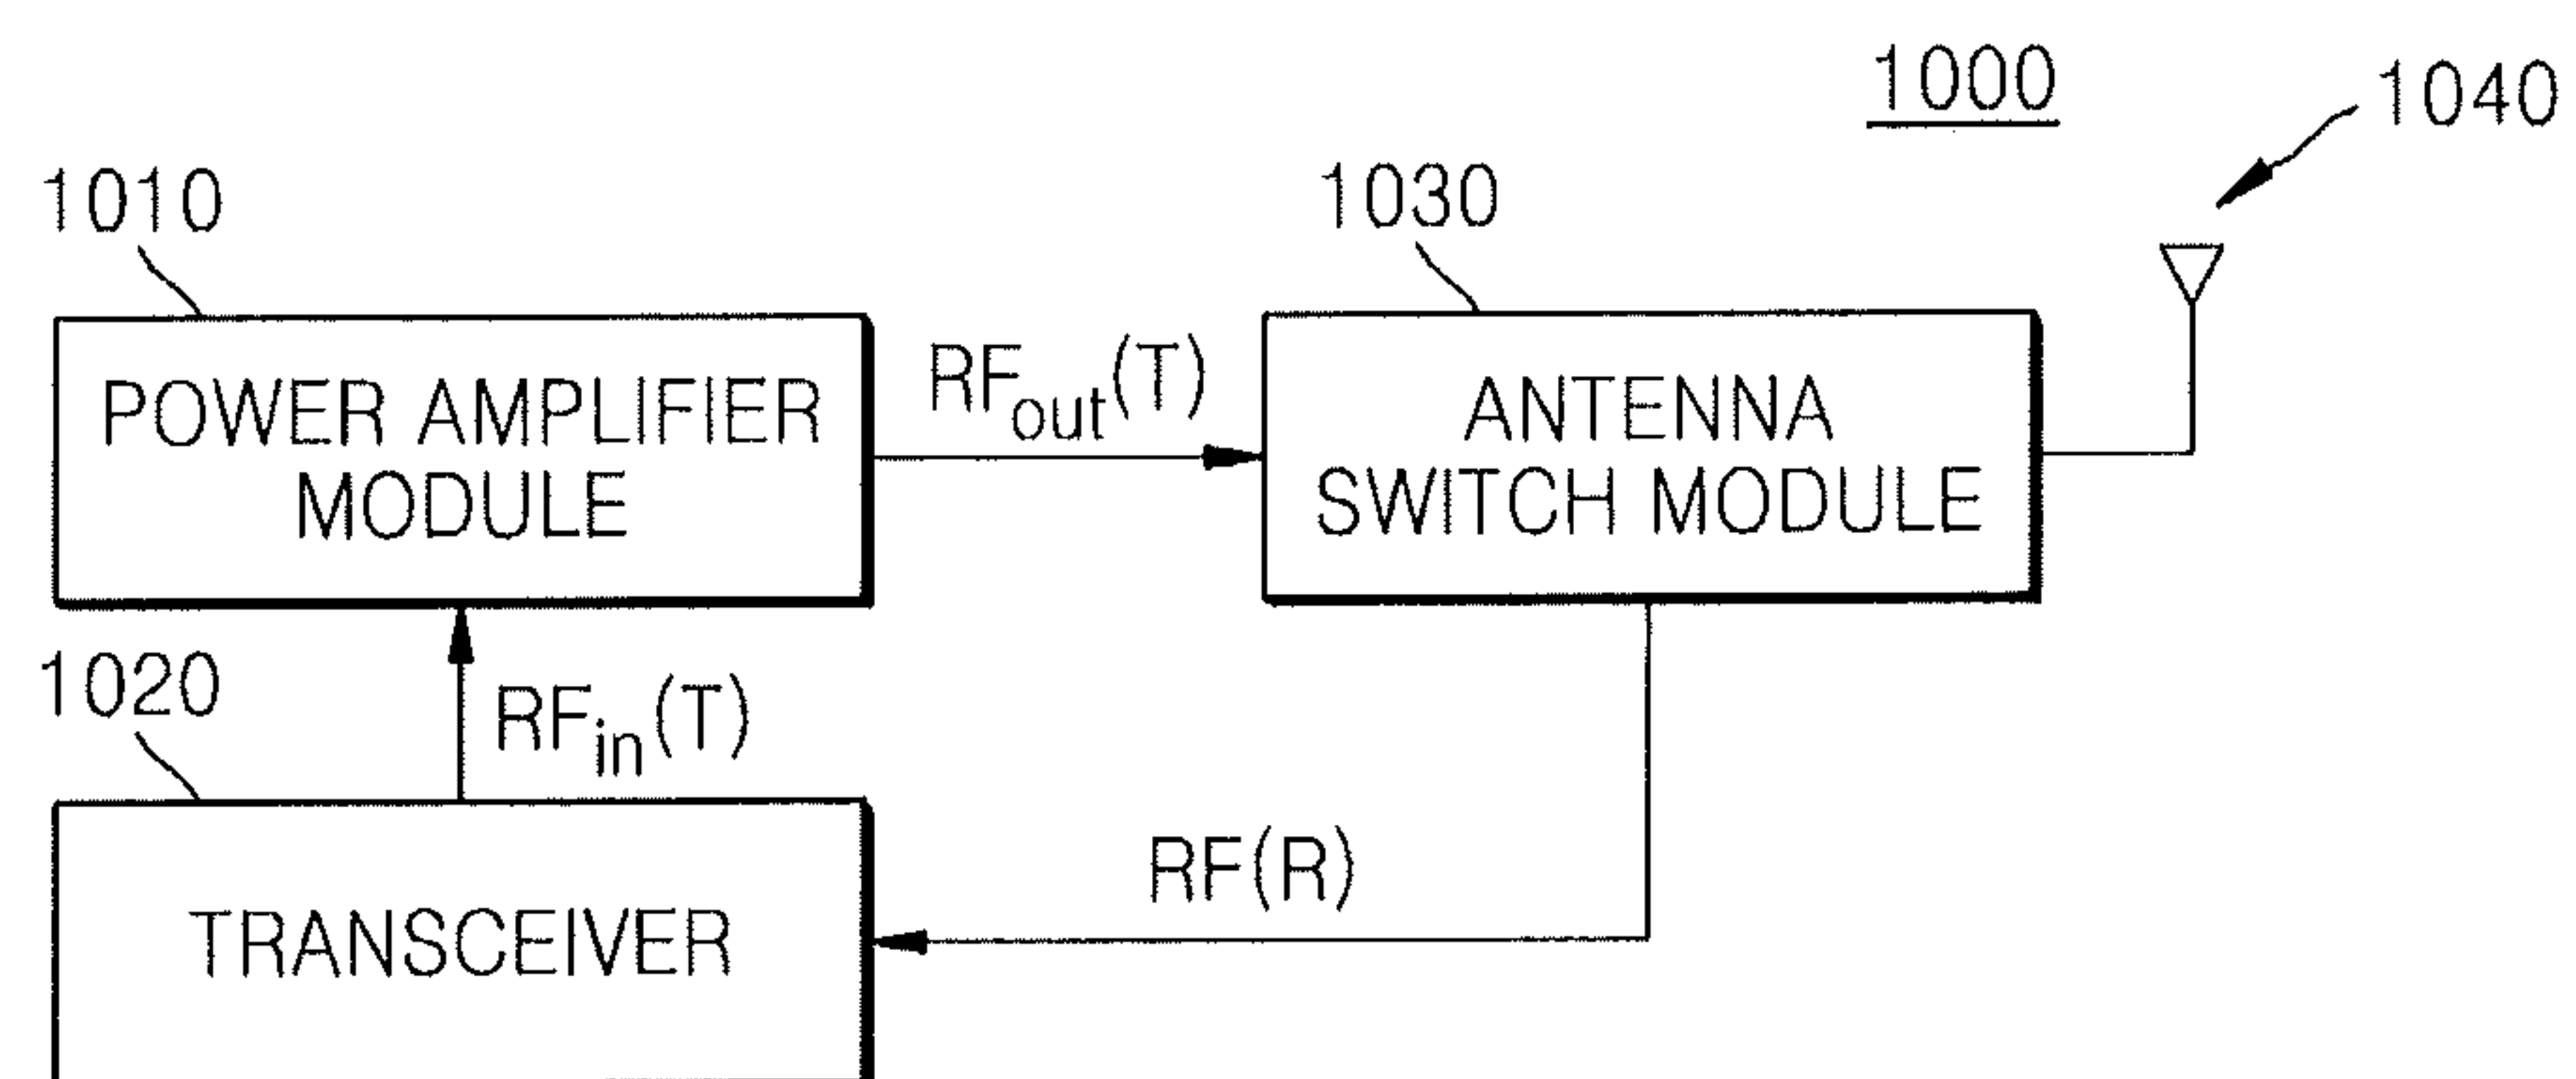 1000
1040
1010
1030
POWER AMPLIFIER
MODULE
RFout(T)
ANTENNA
SWITCH MODULE
1020
RFin(T)
RF(R)
TRANSCEIVER